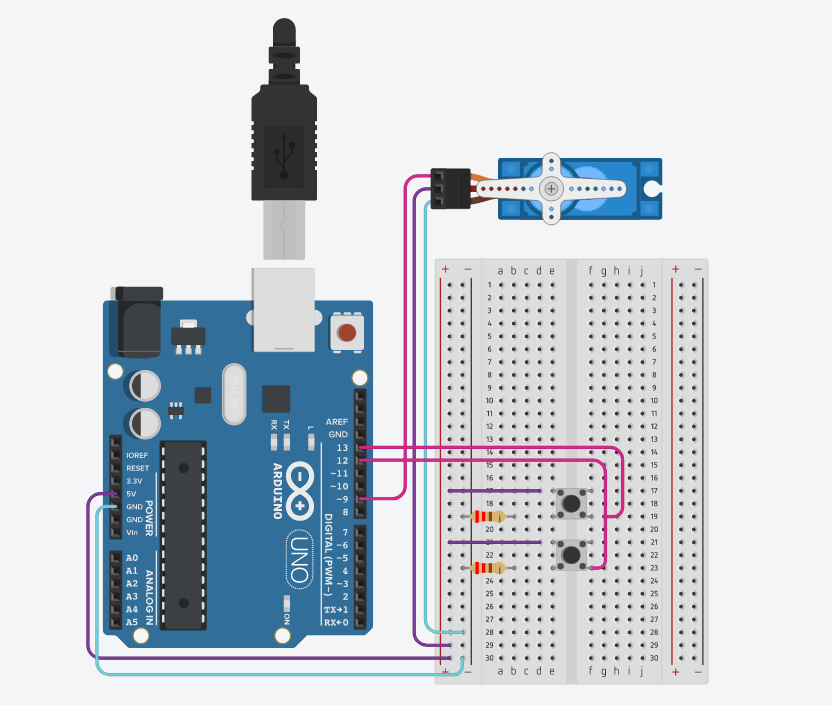 AREF
GND
13
12
~11
~10
~9
8
7
~6
~5
4
~3
2
TX→1
RX←0
DIGITAL (PWM~)
IOREF
RESET
3.3V
5V
GND
GND
Vin
POWER
A0
A1
A2
A3
A4
A5
ANALOG IN
RX
TX
L
ARDUINO
UNO
ON
+ − a b c d e f g h i j + −
1 1
2 2
3 3
4 4
5 5
6 6
7 7
8 8
9 9
10 10
11 11
12 12
13 13
14 14
15 15
16
17 17
18 18
19 19
20 20
21 21
22 22
23 23
24 24
25 25
26 26
27 27
28 28
29 29
30 30
+ − a b c d e f g h i j + −